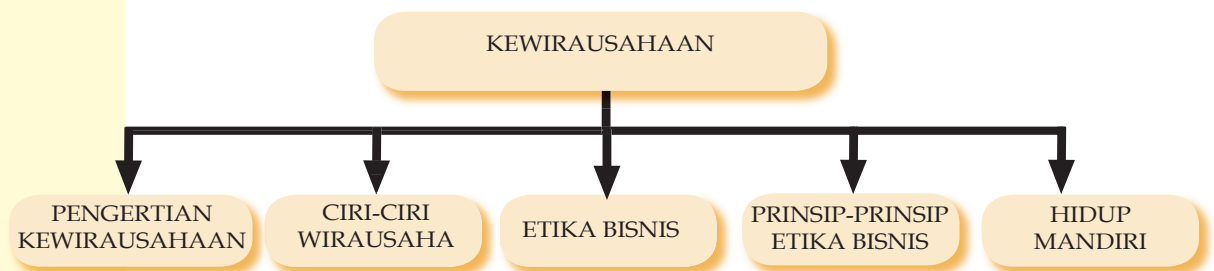 KEWIRAUSAHAAN
PENGERTIAN
KEWIRAUSAHAAN
CIRI-CIRI
WIRAUSAHA
ETIKA BISNIS
PRINSIP-PRINSIP
ETIKA BISNIS
HIDUP
MANDIRI